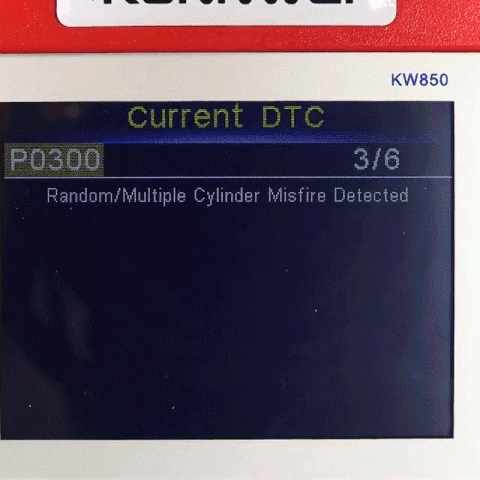 KW850
Current DTC
P0300 3/6
Random/Multiple Cylinder Misfire Detected